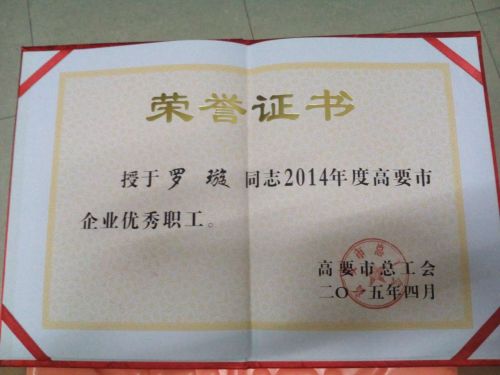 荣誉证书
授于罗璇同志2014年度高要市
企业优秀职工。
高要市总工会
二〇一五年四月